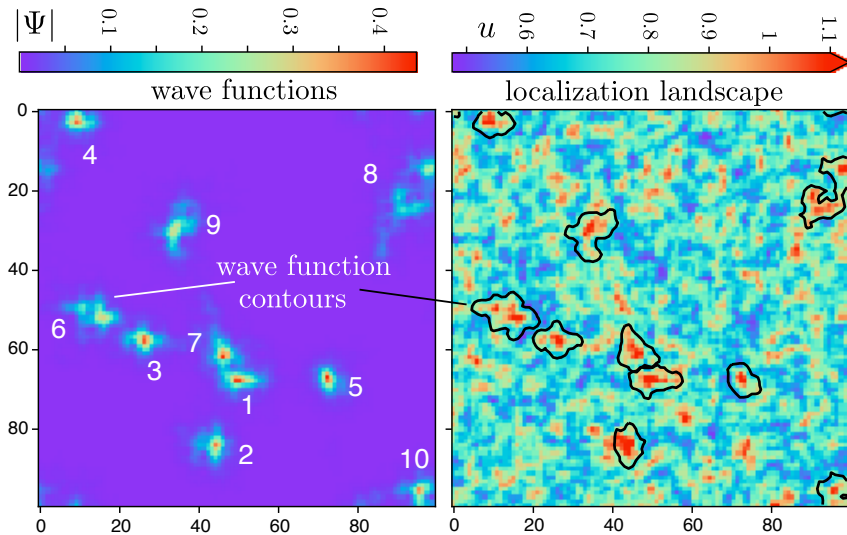 |Ψ| 0.1 0.2 0.3 0.4
u 0.6 0.7 0.8 0.9 1 1.1
wave functions
localization landscape
0
20
40
60
80
4
8
9
wave function
contours
6
7
3
1
5
2
10
0 20 40 60 80
0 20 40 60 80